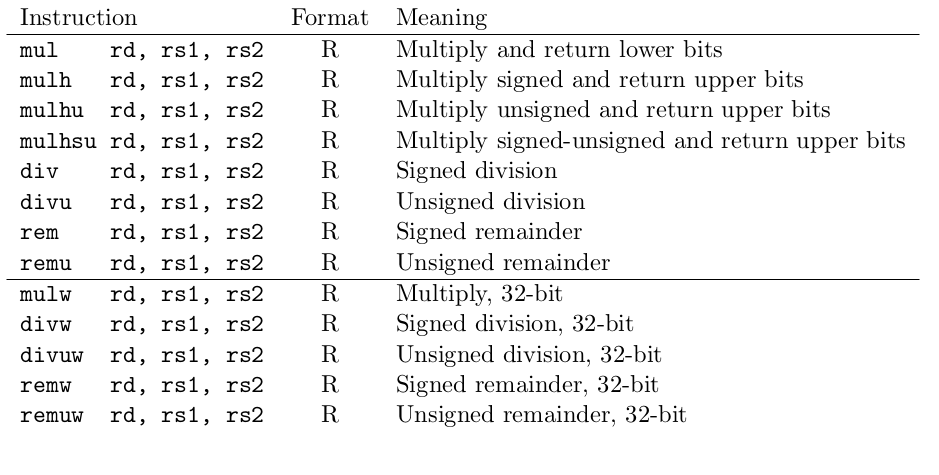 Instruction Format Meaning
mul rd, rs1, rs2 R Multiply and return lower bits
mulh rd, rs1, rs2 R Multiply signed and return upper bits
mulhu rd, rs1, rs2 R Multiply unsigned and return upper bits
mulhsu rd, rs1, rs2 R Multiply signed-unsigned and return upper bits
div rd, rs1, rs2 R Signed division
divu rd, rs1, rs2 R Unsigned division
rem rd, rs1, rs2 R Signed remainder
remu rd, rs1, rs2 R Unsigned remainder
mulw rd, rs1, rs2 R Multiply, 32-bit
divw rd, rs1, rs2 R Signed division, 32-bit
divuw rd, rs1, rs2 R Unsigned division, 32-bit
remw rd, rs1, rs2 R Signed remainder, 32-bit
remuw rd, rs1, rs2 R Unsigned remainder, 32-bit